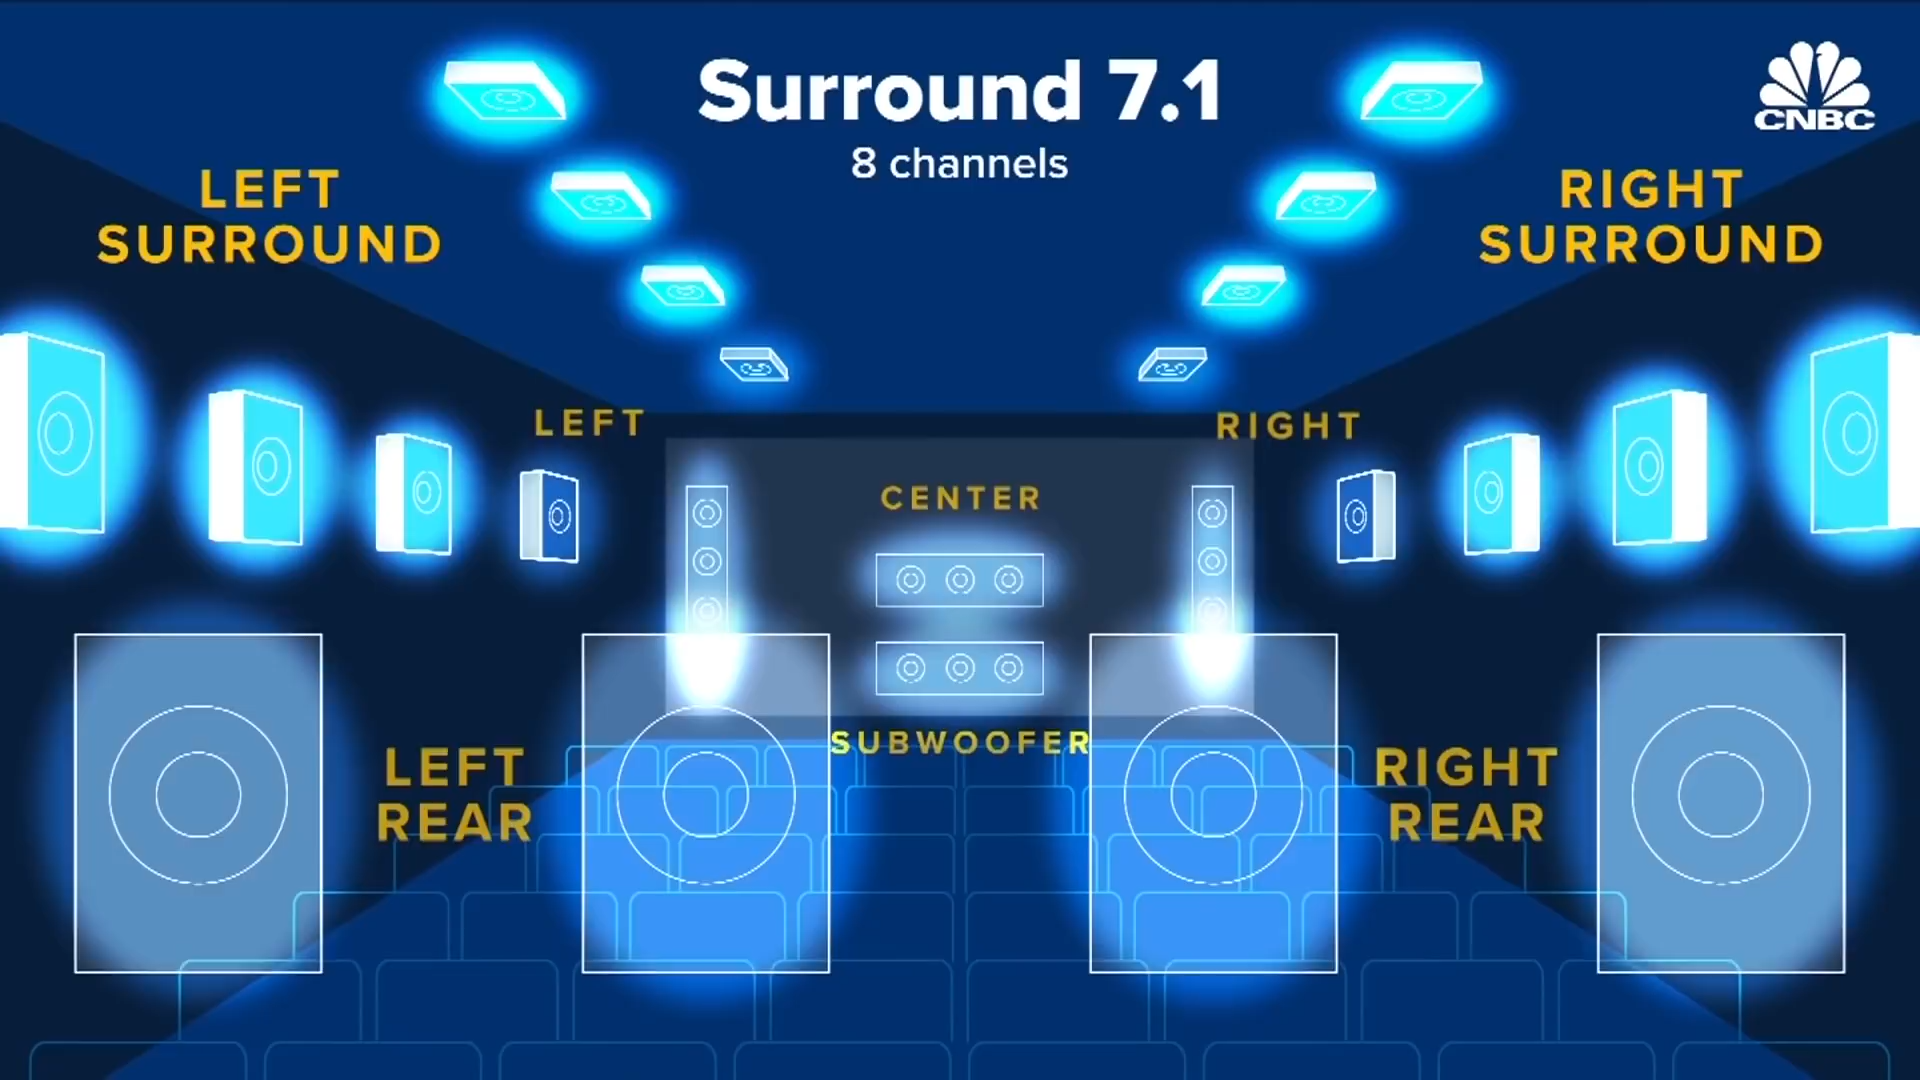 Surround 7.1
8 channels
CNBC
LEFT
SURROUND
RIGHT
SURROUND
LEFT
RIGHT
CENTER
SUBWOOFER
LEFT
REAR
RIGHT
REAR